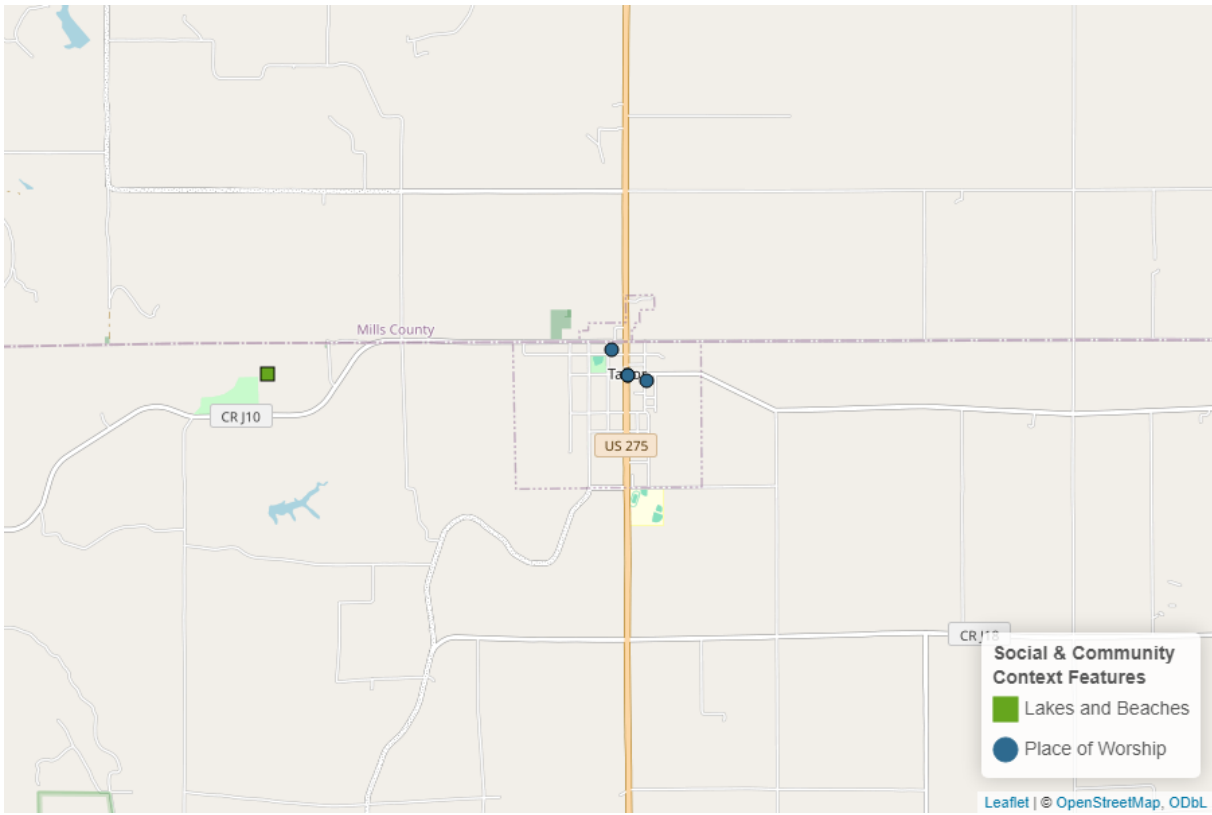 Mills County
CR J10
US 275
Social & Community
Context Features
Lakes and Beaches
Place of Worship
Leaflet | © OpenStreetMap, ODbL